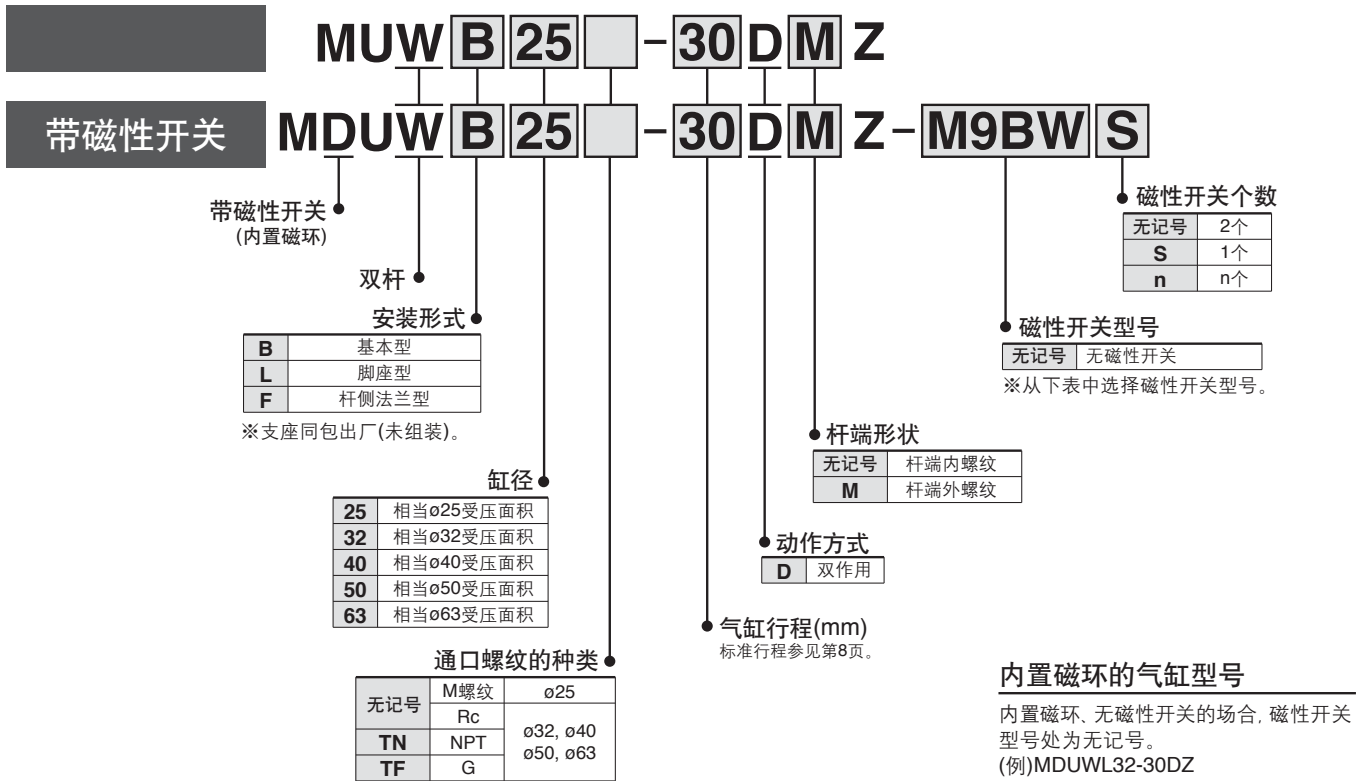 MUW B 25 - 30 D M Z
带磁性开关 MDUW B 25 - 30 D M Z - M9BW S
带磁性开关
(内置磁环)
双杆
安装形式
B 基本型
L 脚座型
F 杆侧法兰型
※支座同包出厂(未组装)。
缸径
25 相当ø25受压面积
32 相当ø32受压面积
40 相当ø40受压面积
50 相当ø50受压面积
63 相当ø63受压面积
通口螺纹的种类
无记号 M螺纹 ø25
Rc ø32, ø40
TN NPT ø50, ø63
TF G
气缸行程(mm)
标准行程参见第8页。
动作方式
D 双作用
杆端形状
无记号 杆端内螺纹
M 杆端外螺纹
磁性开关型号
无记号 无磁性开关
※从下表中选择磁性开关型号。
磁性开关个数
无记号 2个
S 1个
n n个
内置磁环的气缸型号
内置磁环、无磁性开关的场合, 磁性开关
型号处为无记号。
(例)MDUWL32-30DZ